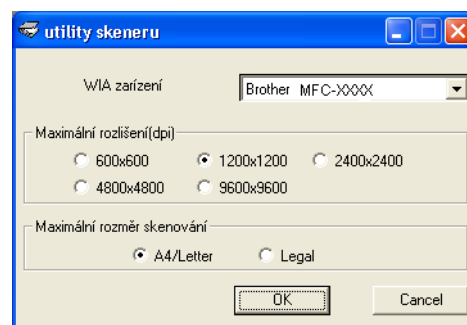 utility skeneru
WIA zarízení Brother MFC-XXXX
Maximální rozlišení(dpi)
600x600 1200x1200 2400x2400
4800x4800 9600x9600
Maximální rozměr skenování
A4/Letter Legal
OK Cancel